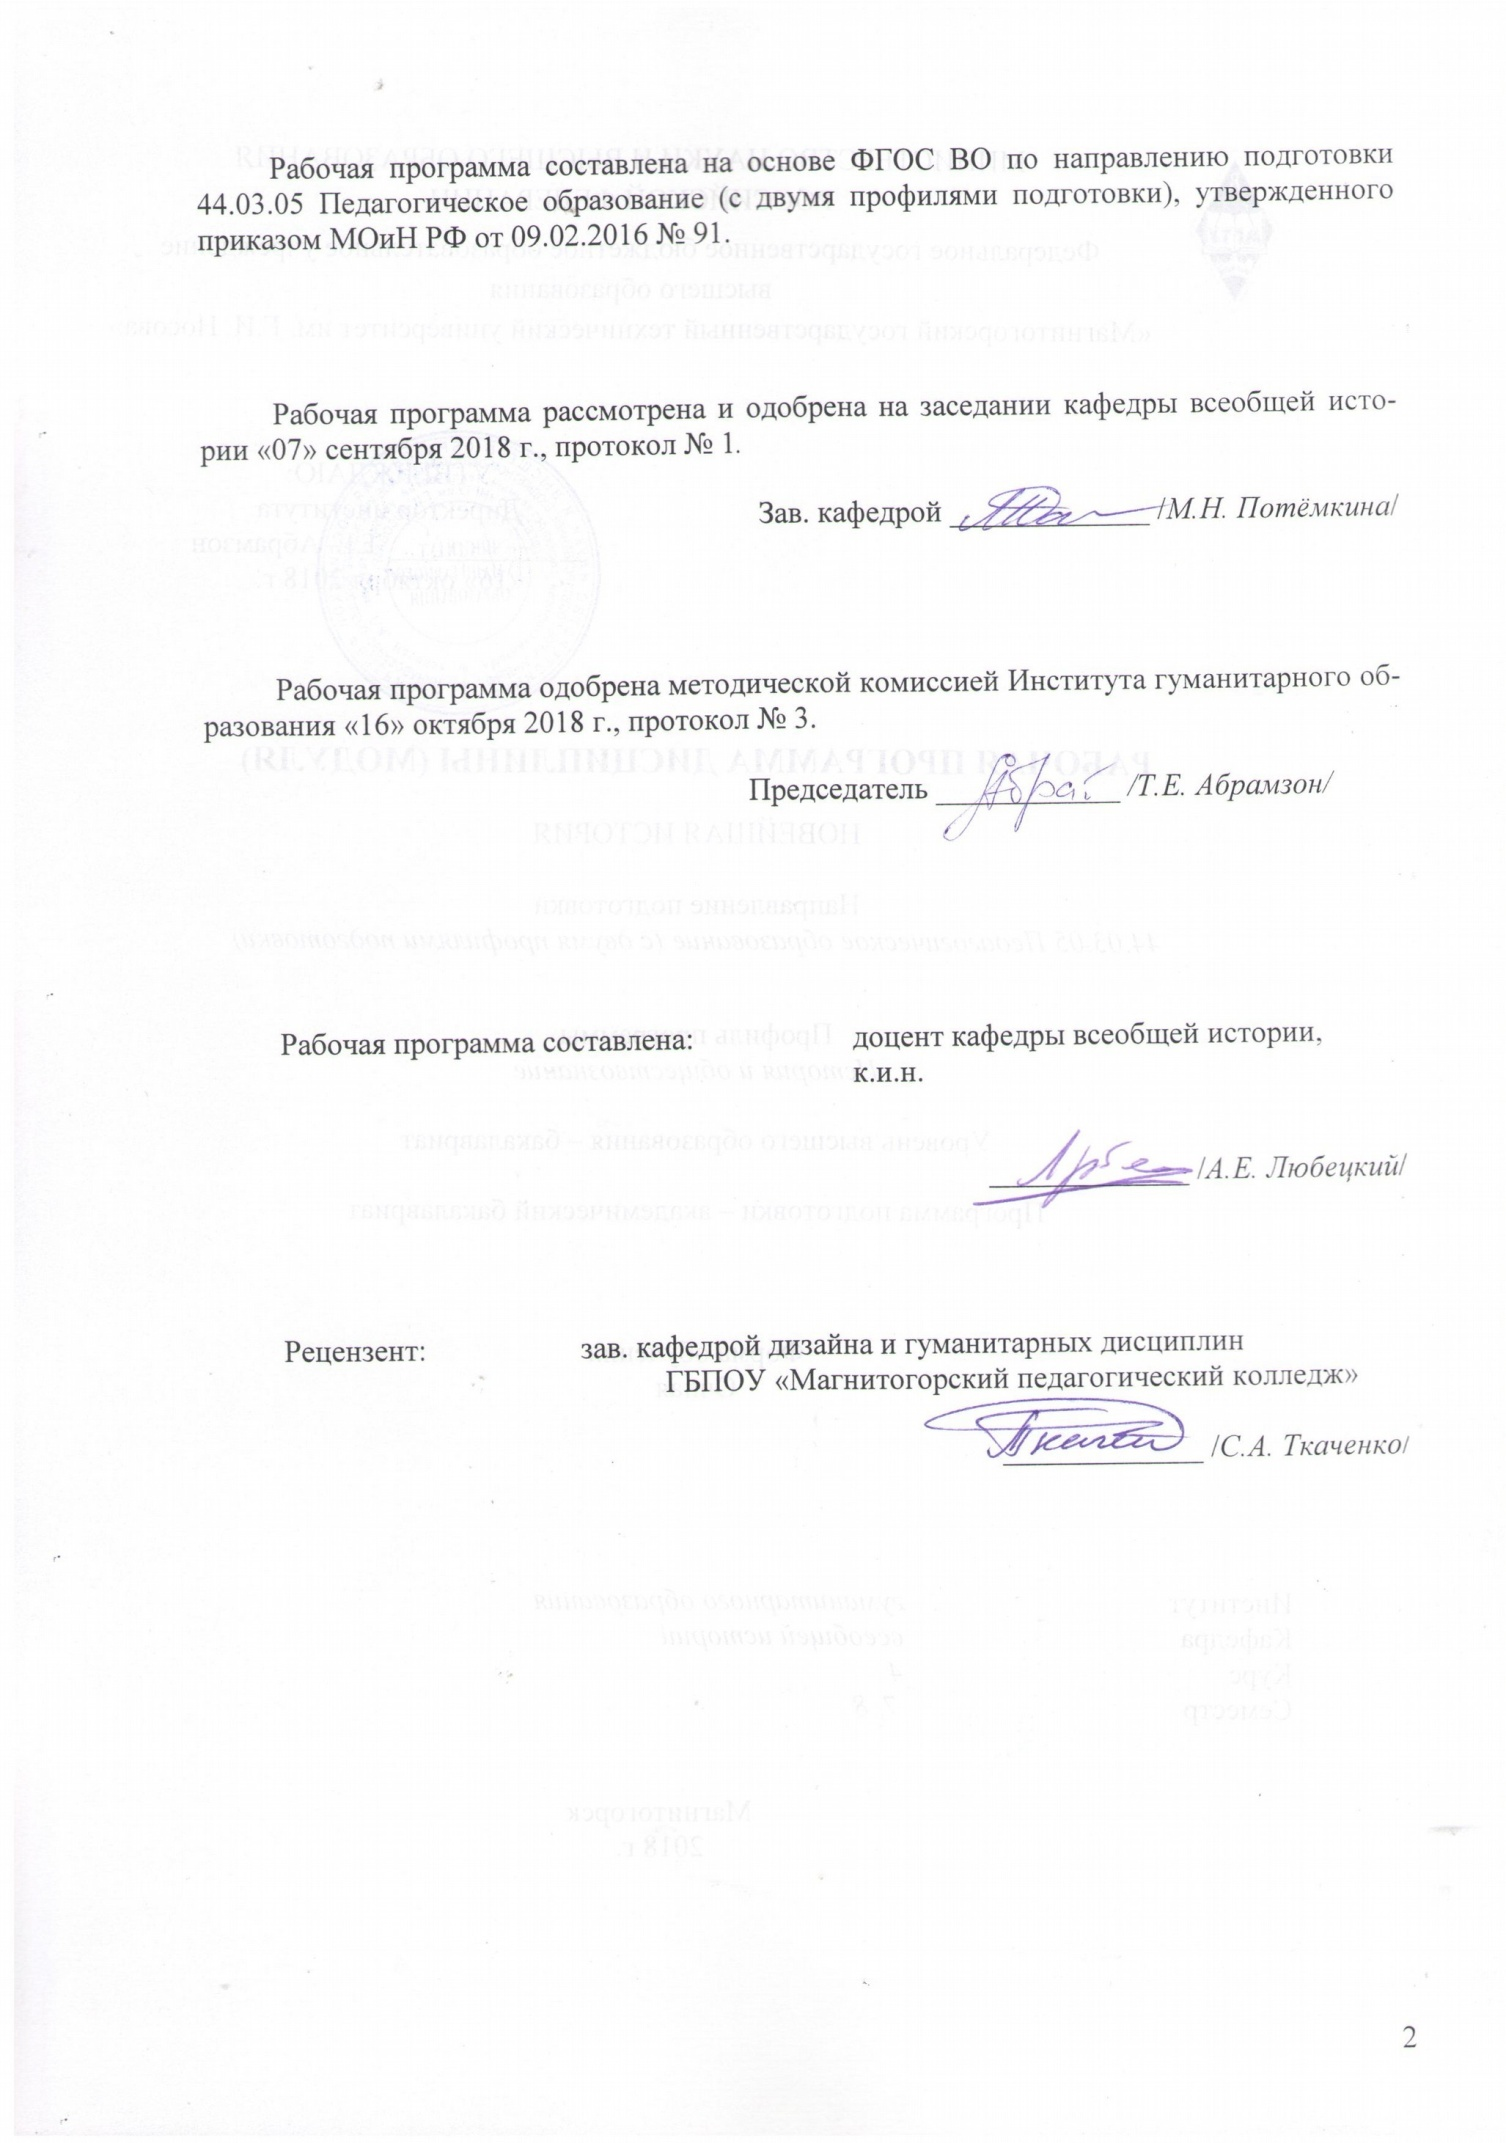 Рабочая программа составлена на основе ФГОС ВО по направлению подготовки
44.03.05 Педагогическое образование (с двумя профилями подготовки), утвержденного
приказом МОиН РФ от 09.02.2016 № 91.
Рабочая программа рассмотрена и одобрена на заседании кафедры всеобщей исто-
рии «07» сентября 2018 г., протокол № 1.
Зав. кафедрой /М.Н. Потёмкина/
Рабочая программа одобрена методической комиссией Института гуманитарного об-
разования «16» октября 2018 г., протокол № 3.
Председатель /Т.Е. Абрамзон/
Рабочая программа составлена: доцент кафедры всеобщей истории,
к.и.н.
/А.Е. Любецкий/
Рецензент: зав. кафедрой дизайна и гуманитарных дисциплин
ГБПОУ «Магнитогорский педагогический колледж»
/С.А. Ткаченко/
2